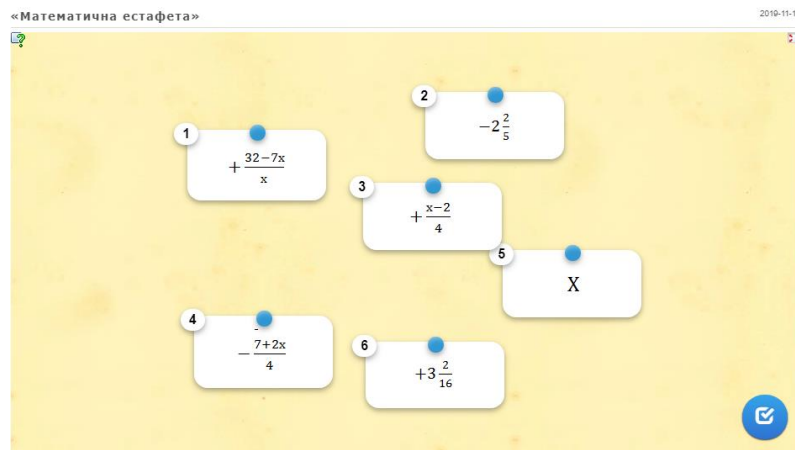 «Математична естафета»
2019-11-1
1
+ (32−7x)/x
2
−2 2/5
3
+ (x−2)/4
5
X
4
- 
− (7+2x)/4
6
+3 2/16